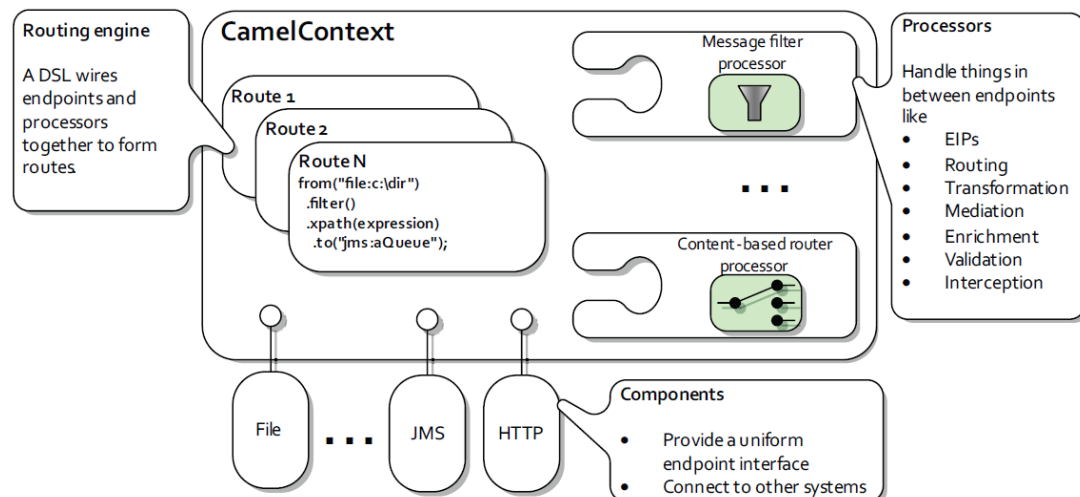 Routing engine
A DSL wires
endpoints and
processors
together to form
routes.
CamelContext
Route 1
Route 2
Route N
from("file:c:\dir")
.filter()
.xpath(expression)
.to("jms:aQueue");
Message filter
processor
...
Content-based router
processor
Processors
Handle things in
between endpoints
like
• EIPs
• Routing
• Transformation
• Mediation
• Enrichment
• Validation
• Interception
File
...
JMS
HTTP
Components
• Provide a uniform
endpoint interface
• Connect to other systems